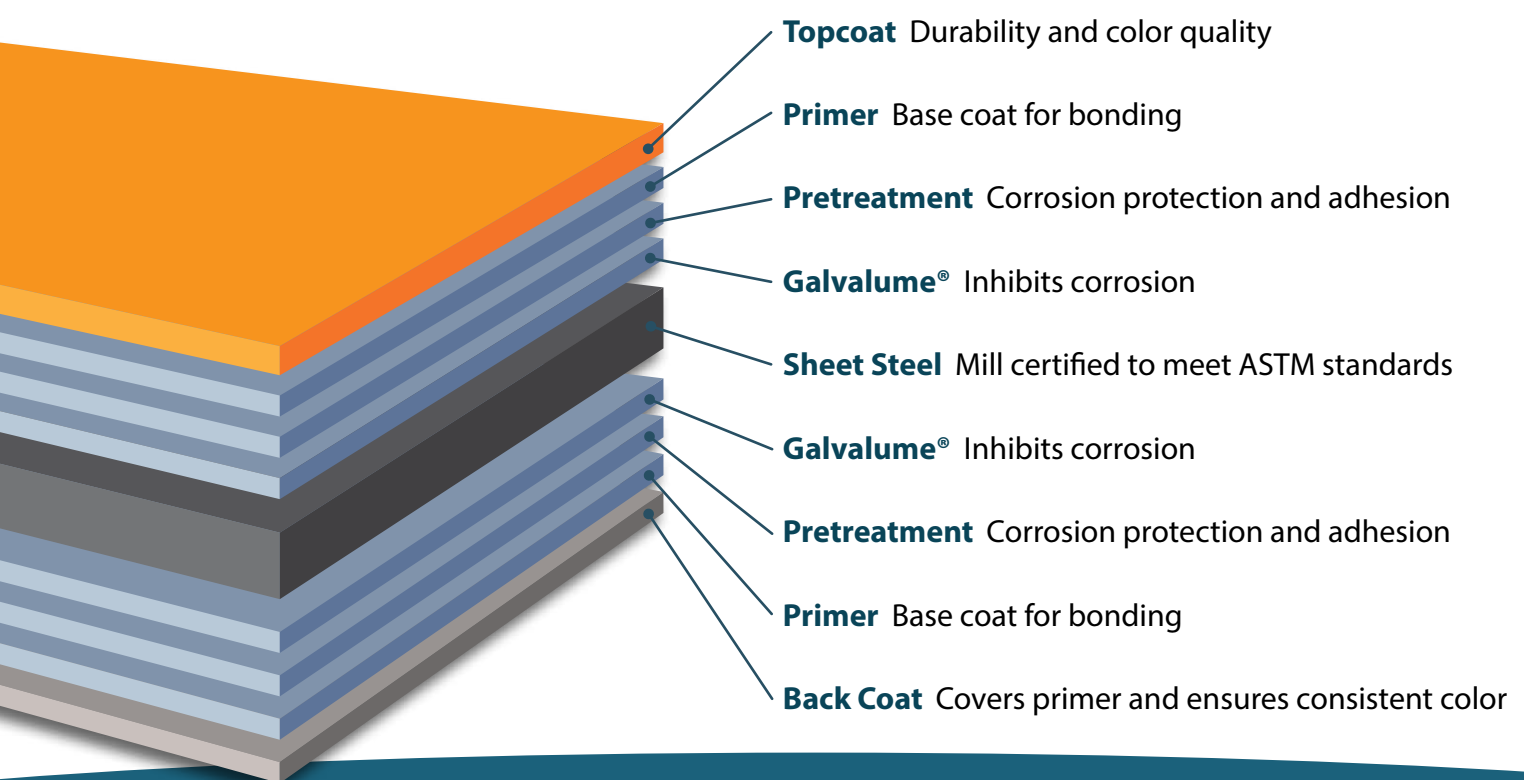 Topcoat Durability and color quality
Primer Base coat for bonding
Pretreatment Corrosion protection and adhesion
Galvalume® Inhibits corrosion
Sheet Steel Mill certified to meet ASTM standards
Galvalume® Inhibits corrosion
Pretreatment Corrosion protection and adhesion
Primer Base coat for bonding
Back Coat Covers primer and ensures consistent color